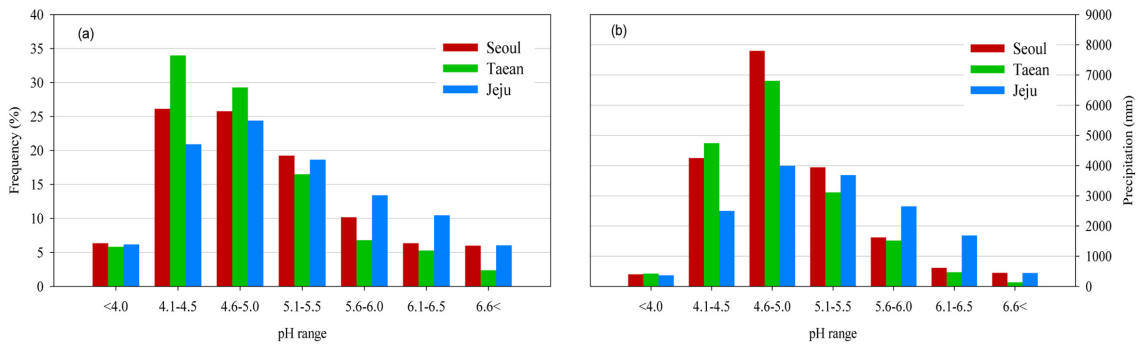 (a)
Seoul
Taean
Jeju
Frequency (%)
40
35
30
25
20
15
10
5
0
<4.0 4.1-4.5 4.6-5.0 5.1-5.5 5.6-6.0 6.1-6.5 6.6<
pH range
(b)
Seoul
Taean
Jeju
9000
8000
7000
6000
5000
4000
3000
2000
1000
0
Precipitation (mm)
<4.0 4.1-4.5 4.6-5.0 5.1-5.5 5.6-6.0 6.1-6.5 6.6<
pH range